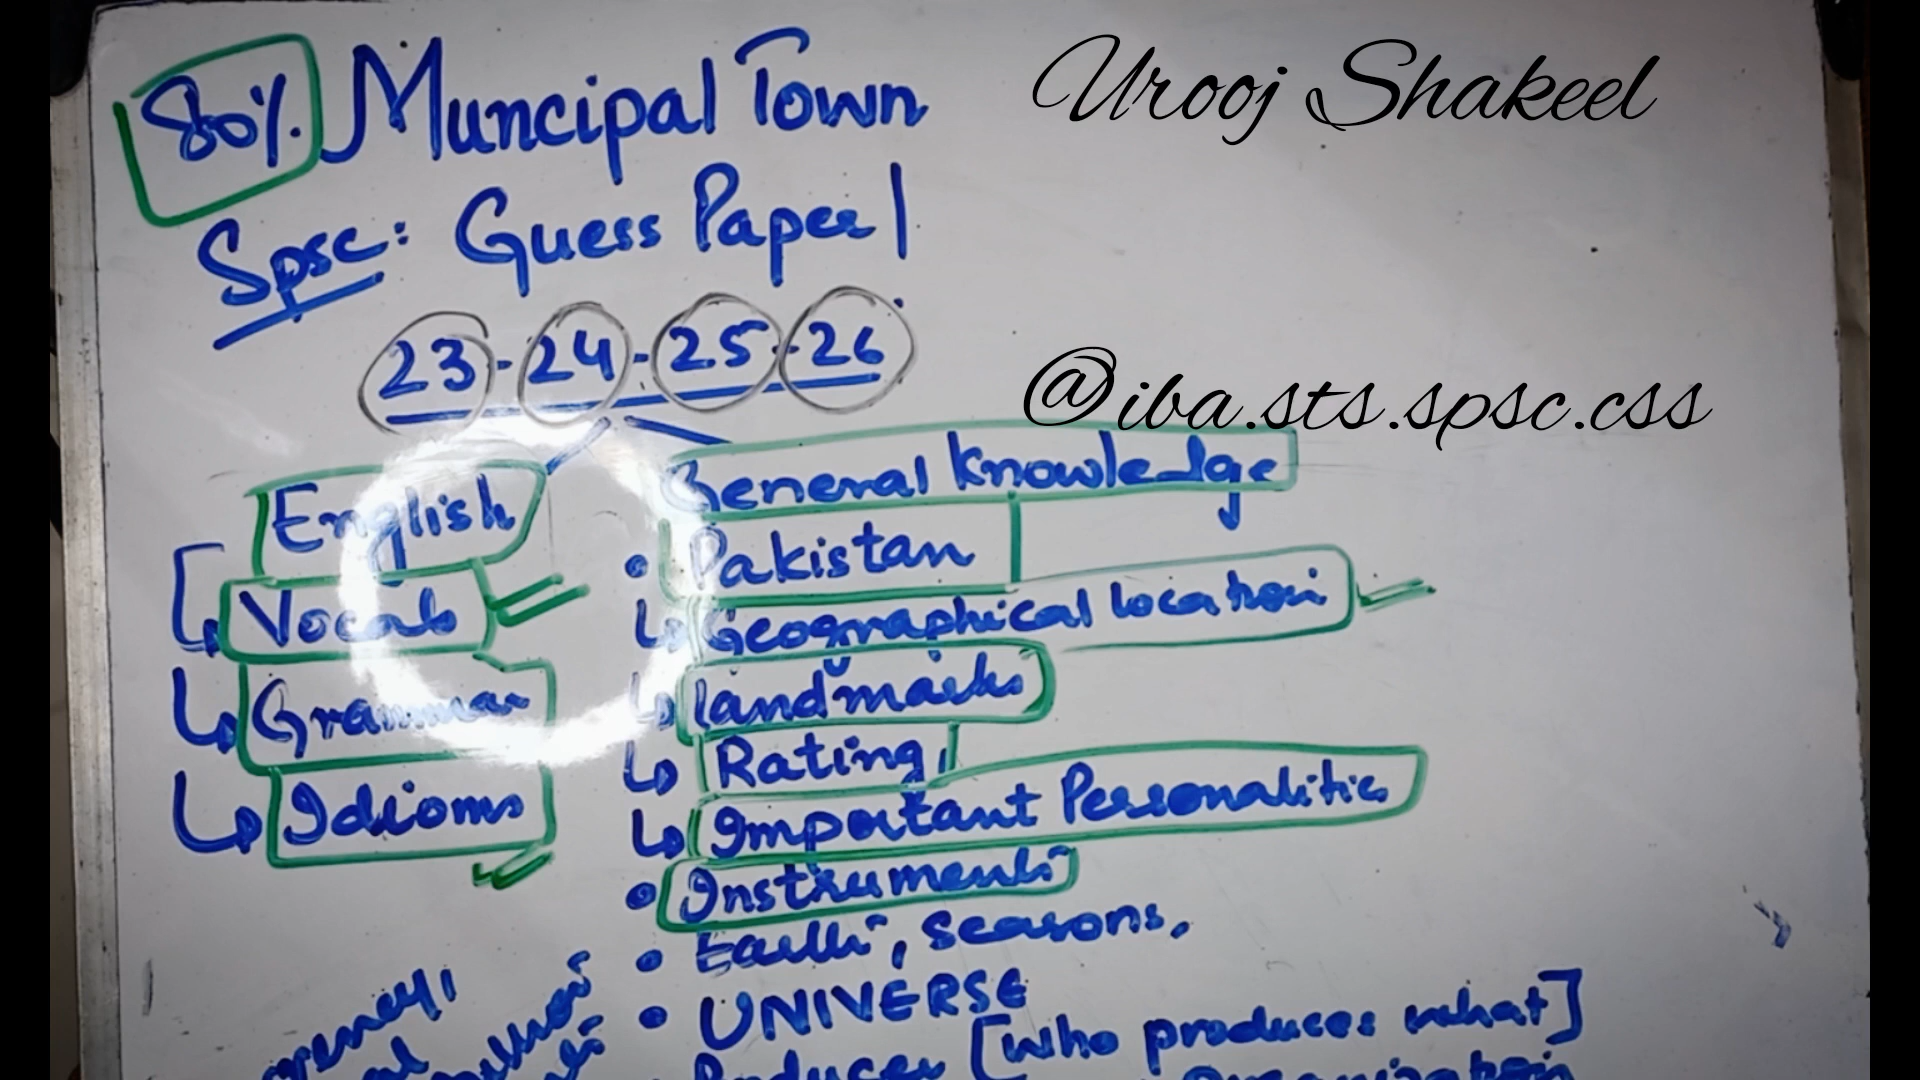 80% Muncipal Town
Urooj Shakeel
Spsc: Guess Paper
23 - 24 - 25 - 26
@iba.sts.spsc.css
English
Vocab
Grammar
Idioms
General Knowledge
Pakistan
Geographical location
landmarks
Rating,
Important Personalities
Instruments
Earth, Seasons,
UNIVERSE
[who produces what]